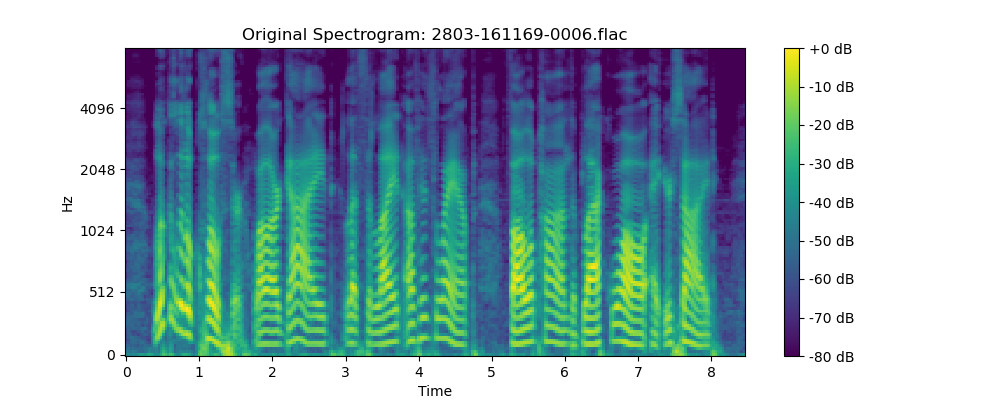 Original Spectrogram: 2803-161169-0006.flac
Hz
4096
2048
1024
512
0
0 1 2 3 4 5 6 7 8
Time
+0 dB
-10 dB
-20 dB
-30 dB
-40 dB
-50 dB
-60 dB
-70 dB
-80 dB